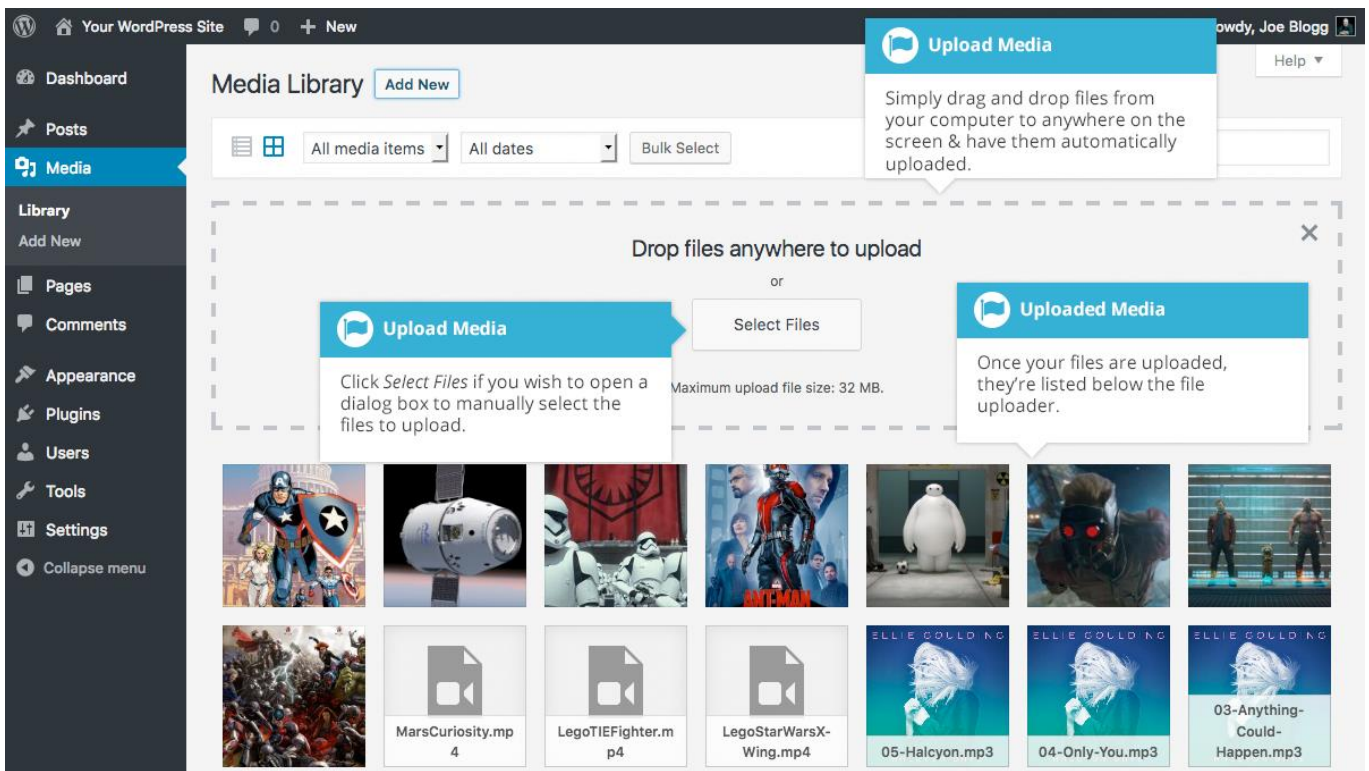 Your WordPress Site 0 + New
owdy, Joe Blogg
Help
Dashboard
Posts
Media
Library
Add New
Pages
Comments
Appearance
Plugins
Users
Tools
Settings
Collapse menu
Media Library Add New
All media items All dates Bulk Select
Upload Media
Simply drag and drop files from
your computer to anywhere on the
screen & have them automatically
uploaded.
Drop files anywhere to upload
or
Select Files
Maximum upload file size: 32 MB.
Upload Media
Click Select Files if you wish to open a
dialog box to manually select the
files to upload.
Uploaded Media
Once your files are uploaded,
they're listed below the file
uploader.
ANT-MAN
MarsCuriosity.mp
4
LegoTIEFighter.m
p4
LegoStarWarsX-
Wing.mp4
ELLIE GOULDING
05-Halcyon.mp3
ELLIE GOULDING
04-Only-You.mp3
ELLIE GOULDING
03-Anything-
Could-
Happen.mp3